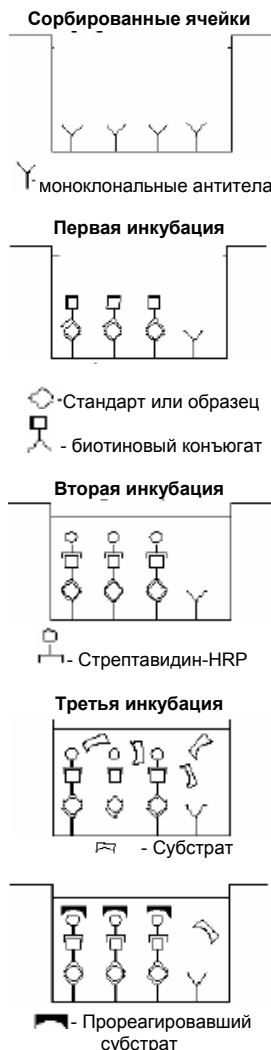 Сорбированные ячейки
моноклональные антитела
Первая инкубация
-Стандарт или образец
- биотиновый конъюгат
Вторая инкубация
- Стрептавидин-HRP
Третья инкубация
- Субстрат
- Прореагировавший
субстрат